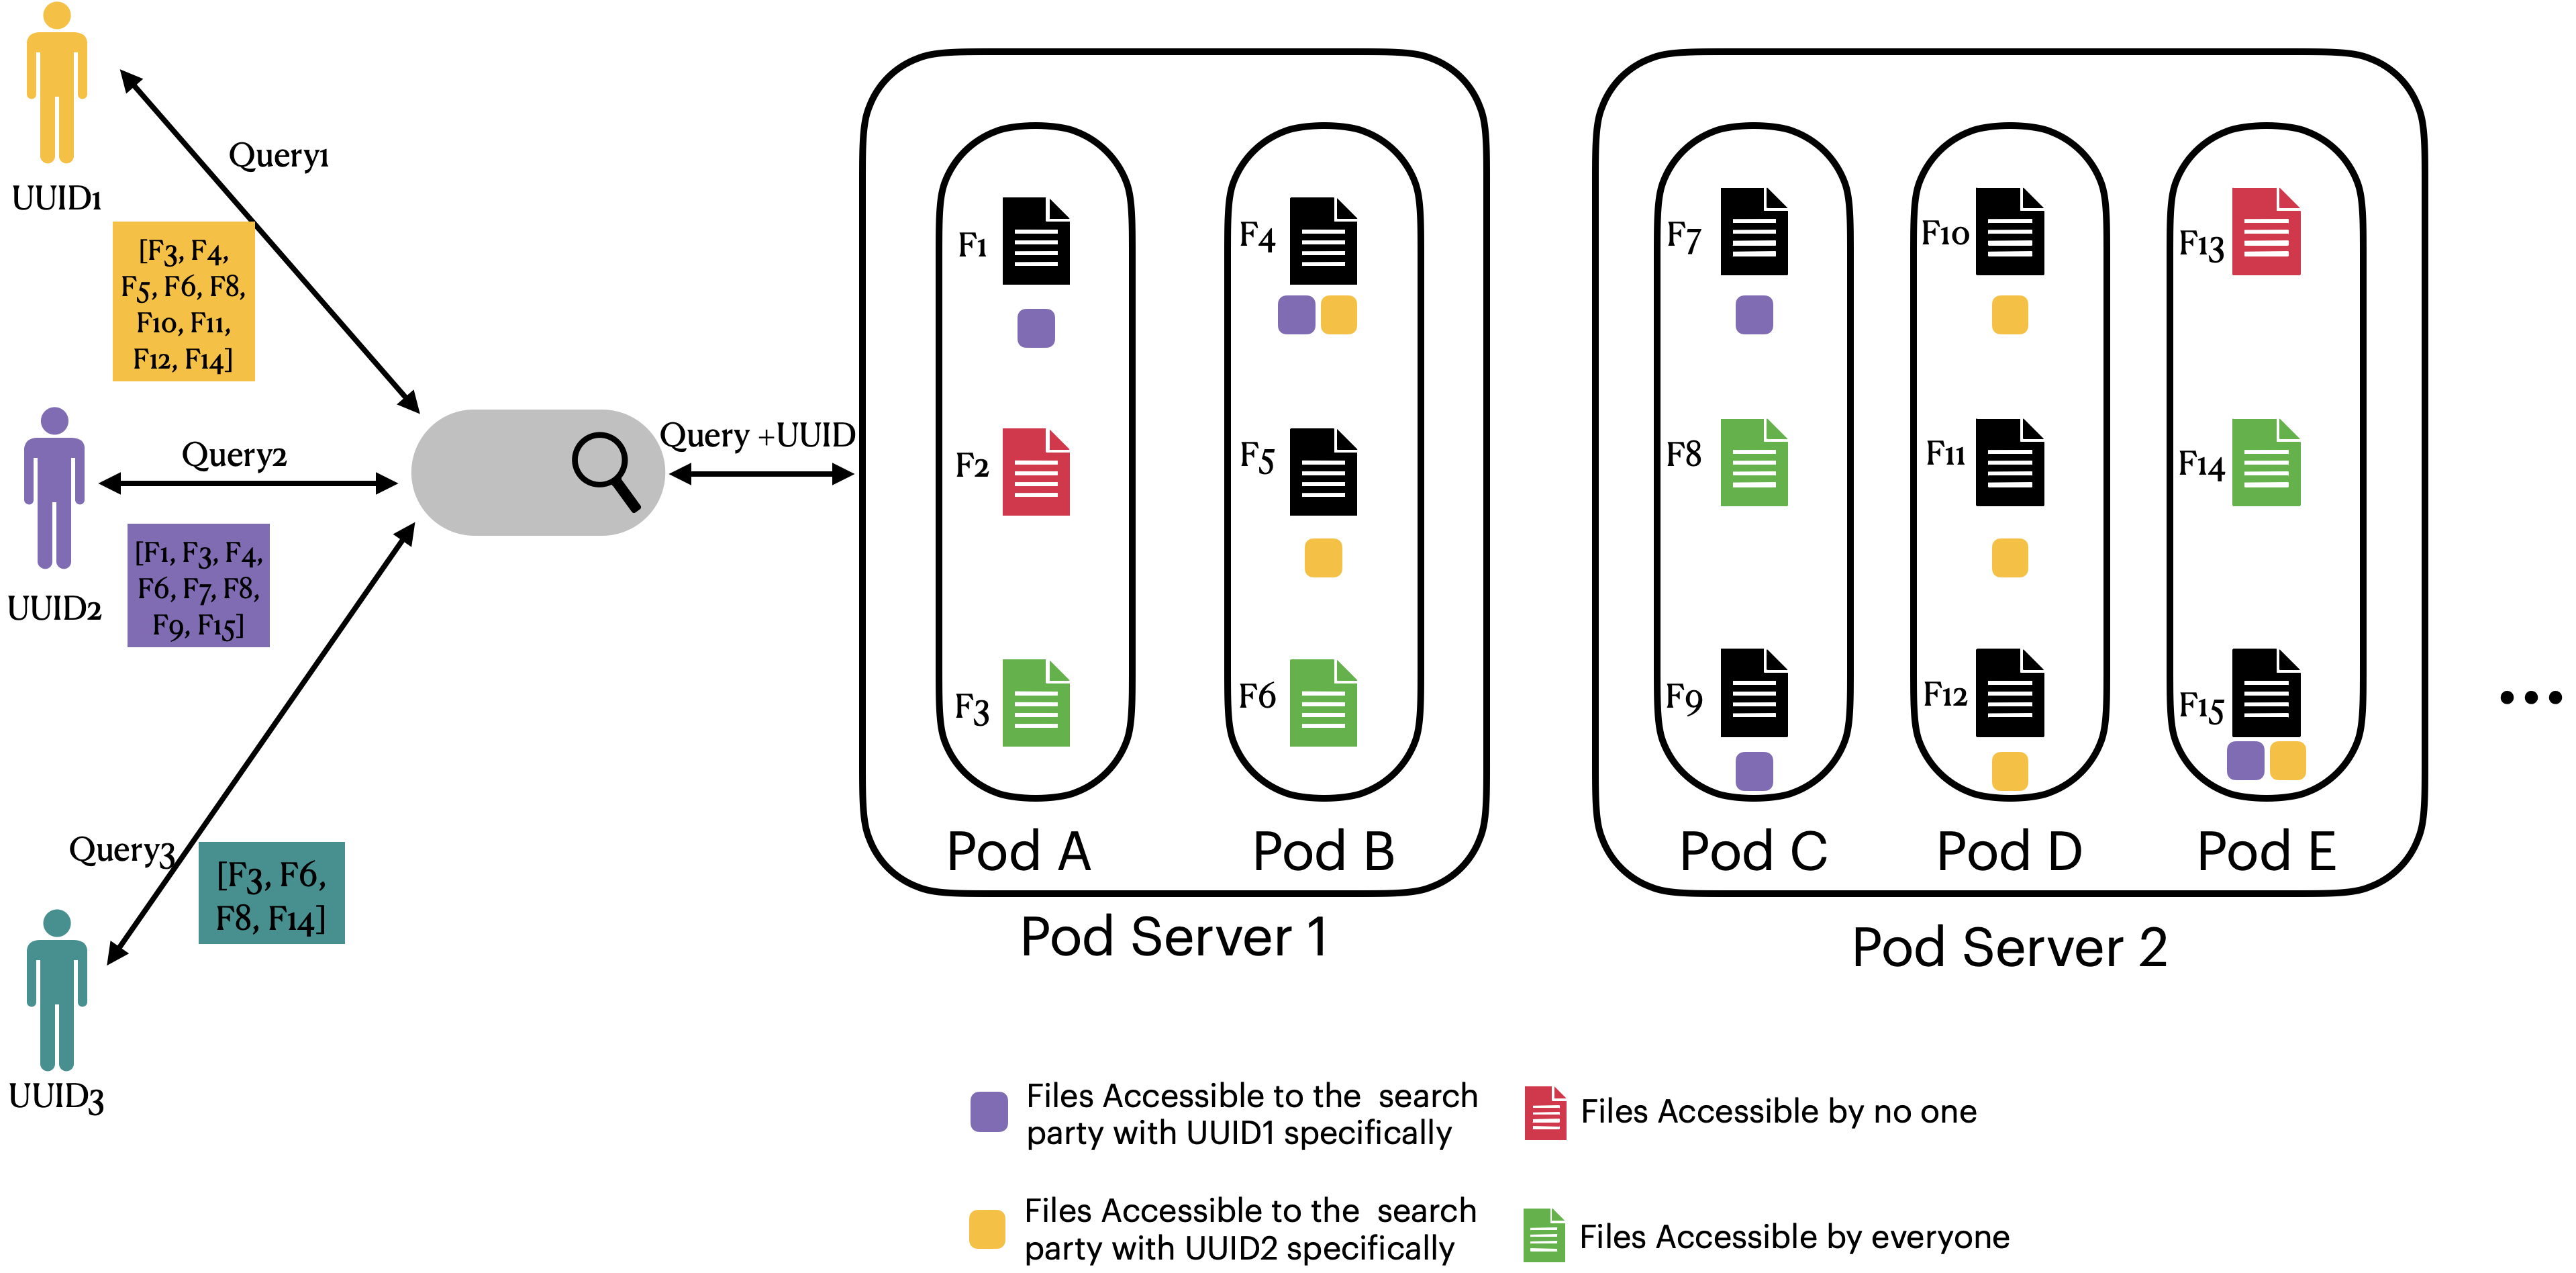 UUID1
Query1
[F3, F4,
F5, F6, F8,
F10, F11,
F12, F14]
Query2
UUID2
[F1, F3, F4,
F6, F7, F8,
F9, F15]
Query3
[F3, F6,
F8, F14]
UUID3
Query +UUID
F1
F2
F3
Pod A
F4
F5
F6
Pod B
Pod Server 1
F7
F8
F9
Pod C
F10
F11
F12
Pod D
F13
F14
F15
Pod E
Pod Server 2
...
Files Accessible to the search
party with UUID1 specifically
Files Accessible by no one
Files Accessible to the search
party with UUID2 specifically
Files Accessible by everyone